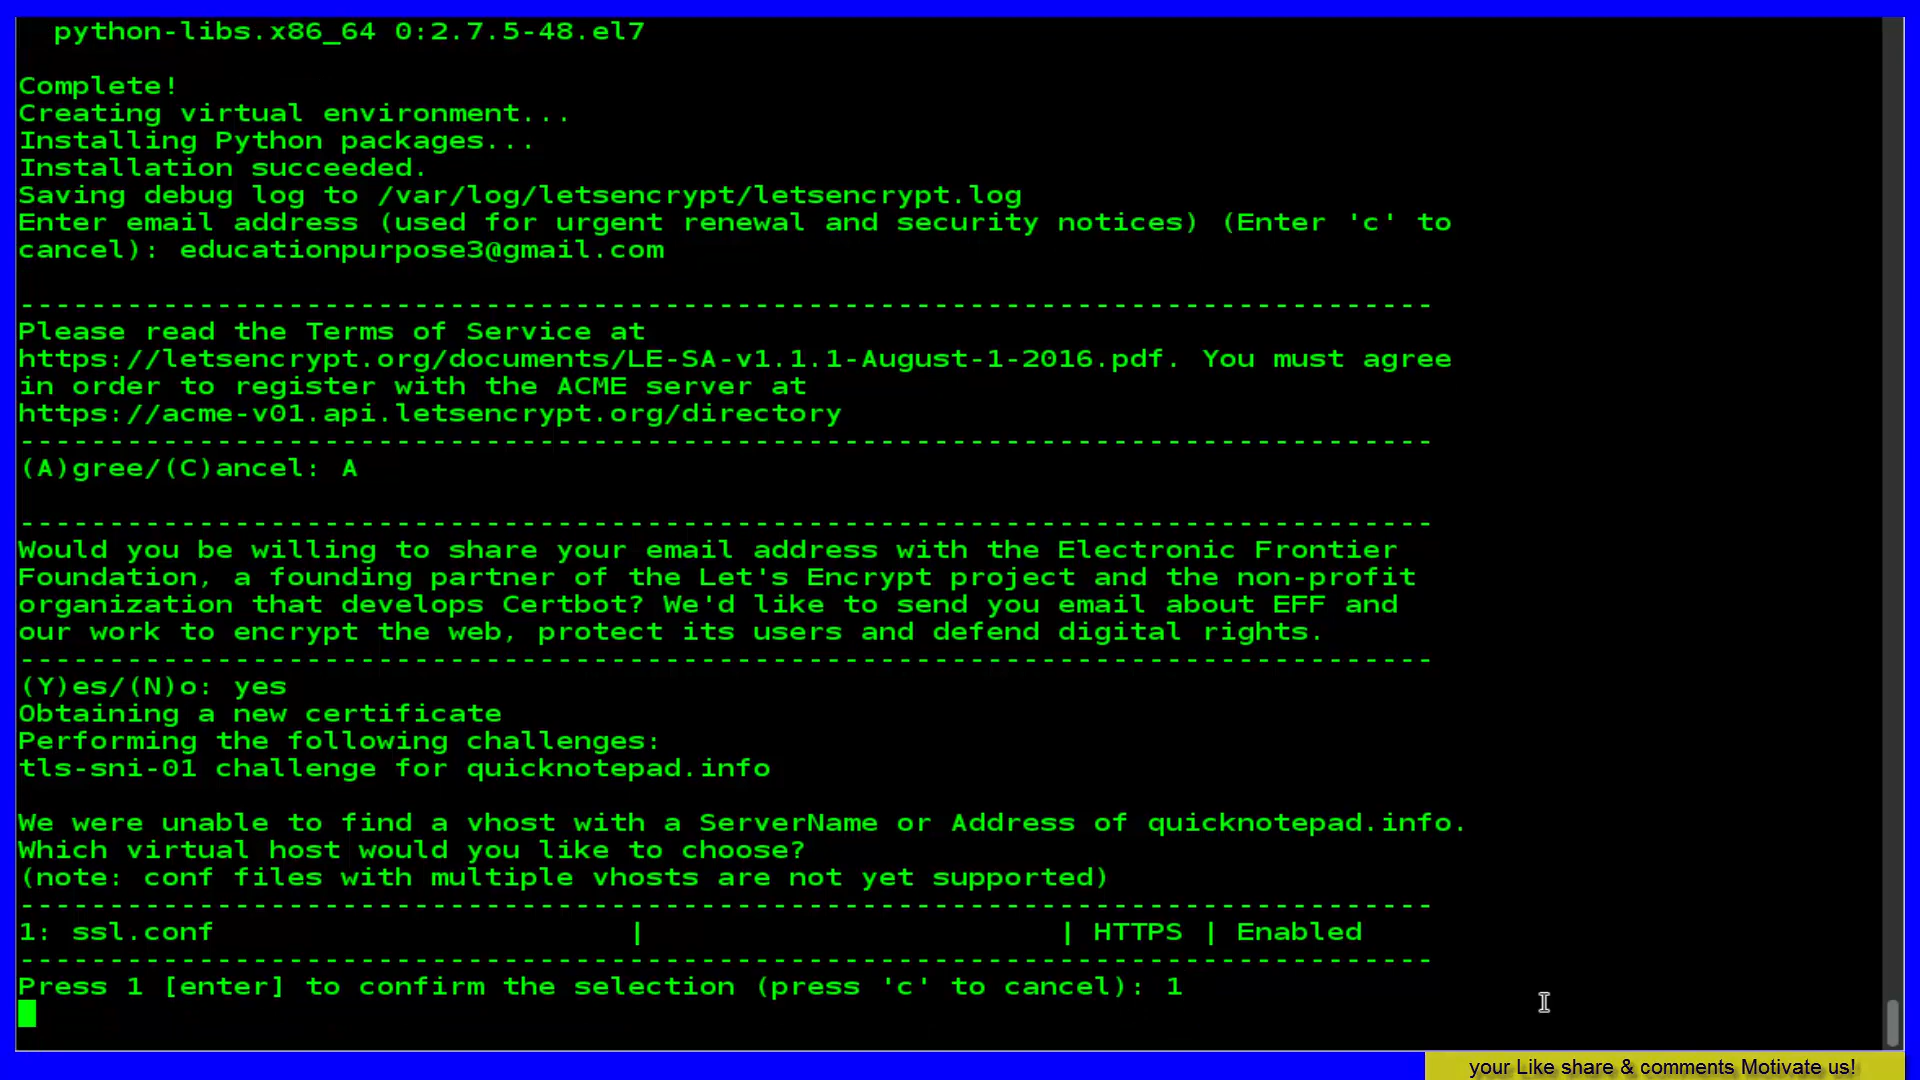 python-libs.x86_64 0:2.7.5-48.el7
Complete!
Creating virtual environment...
Installing Python packages...
Installation succeeded.
Saving debug log to /var/log/letsencrypt/letsencrypt.log
Enter email address (used for urgent renewal and security notices) (Enter 'c' to
cancel): educationpurpose3@gmail.com
-------------------------------------------------------------------------------
Please read the Terms of Service at
https://letsencrypt.org/documents/LE-SA-v1.1.1-August-1-2016.pdf. You must agree
in order to register with the ACME server at
https://acme-v01.api.letsencrypt.org/directory
-------------------------------------------------------------------------------
(A)gree/(C)ancel: A
-------------------------------------------------------------------------------
Would you be willing to share your email address with the Electronic Frontier
Foundation, a founding partner of the Let's Encrypt project and the non-profit
organization that develops Certbot? We'd like to send you email about EFF and
our work to encrypt the web, protect its users and defend digital rights.
-------------------------------------------------------------------------------
(Y)es/(N)o: yes
Obtaining a new certificate
Performing the following challenges:
tls-sni-01 challenge for quicknotepad.info
We were unable to find a vhost with a ServerName or Address of quicknotepad.info.
Which virtual host would you like to choose?
(note: conf files with multiple vhosts are not yet supported)
-------------------------------------------------------------------------------
1: ssl.conf | | HTTPS | Enabled
-------------------------------------------------------------------------------
Press 1 [enter] to confirm the selection (press 'c' to cancel): 1
your Like share & comments Motivate us!